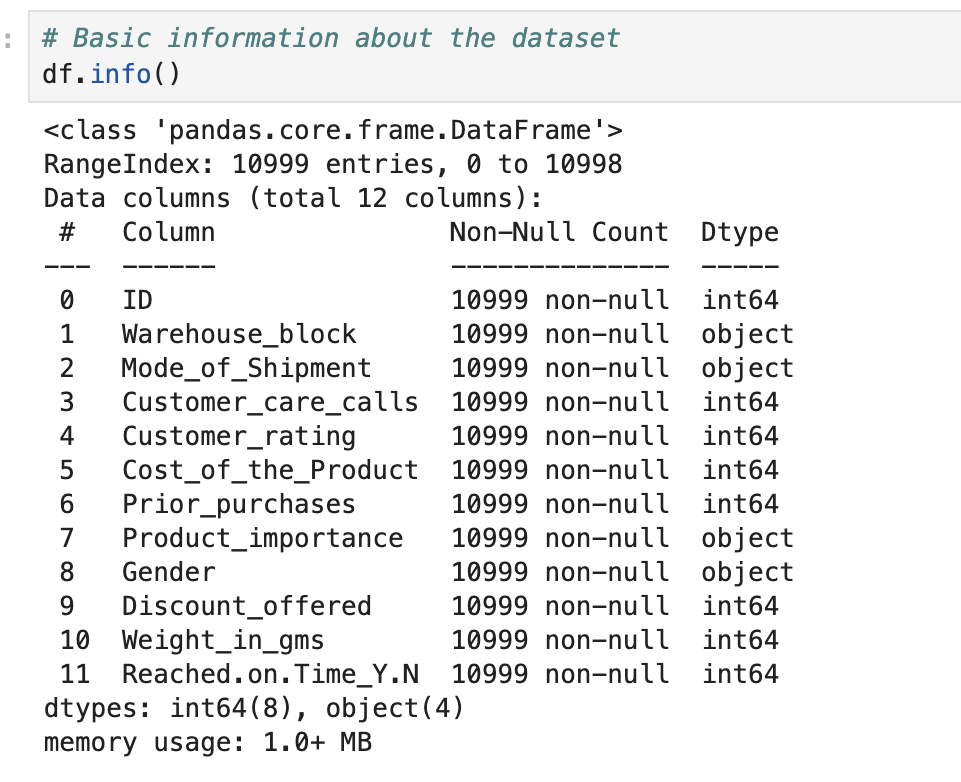 :
# Basic information about the dataset
df.info()
<class 'pandas.core.frame.DataFrame'>
RangeIndex: 10999 entries, 0 to 10998
Data columns (total 12 columns):
 #   Column               Non-Null Count  Dtype
---  ------               --------------  -----
 0   ID                   10999 non-null  int64
 1   Warehouse_block      10999 non-null  object
 2   Mode_of_Shipment     10999 non-null  object
 3   Customer_care_calls  10999 non-null  int64
 4   Customer_rating      10999 non-null  int64
 5   Cost_of_the_Product  10999 non-null  int64
 6   Prior_purchases      10999 non-null  int64
 7   Product_importance   10999 non-null  object
 8   Gender               10999 non-null  object
 9   Discount_offered     10999 non-null  int64
 10  Weight_in_gms        10999 non-null  int64
 11  Reached.on.Time_Y.N  10999 non-null  int64
dtypes: int64(8), object(4)
memory usage: 1.0+ MB